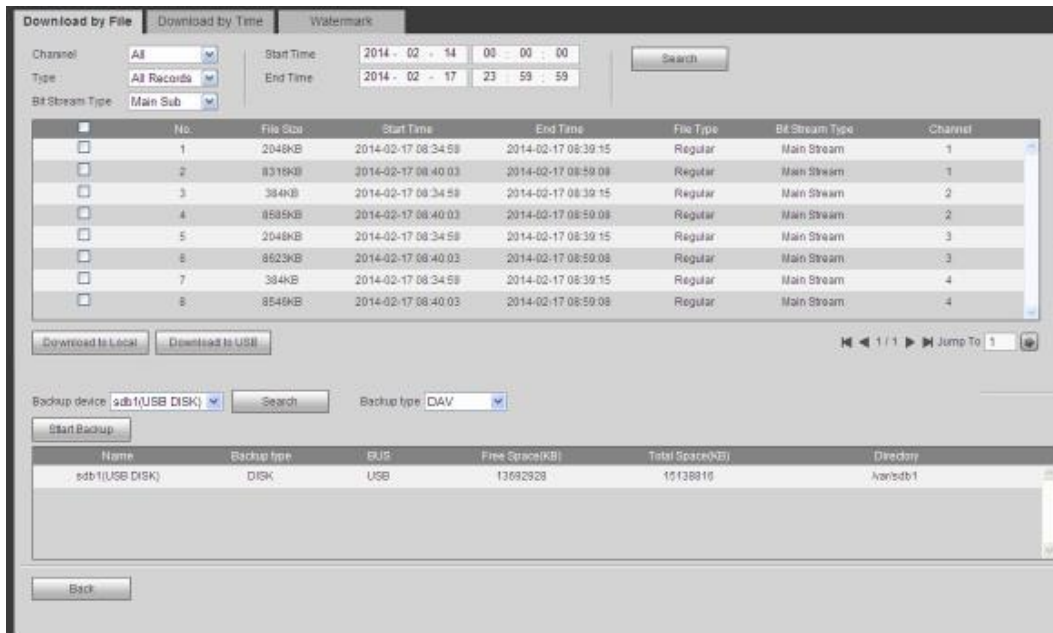 Download by File Download by Time Watermark
Channel All Start Time 2014 - 02 - 14 00 : 00 : 00 Search
Type All Records End Time 2014 - 02 - 17 23 : 59 : 59
Bit Stream Type Main Sub
No. File Size Start Time End Time File Type Bit Stream Type Channel
1 2048KB 2014-02-17 08:34:59 2014-02-17 08:39:15 Regular Main Stream 1
2 8316KB 2014-02-17 08:40:03 2014-02-17 08:59:08 Regular Main Stream 1
3 384KB 2014-02-17 08:34:59 2014-02-17 08:39:15 Regular Main Stream 2
4 8585KB 2014-02-17 08:40:03 2014-02-17 08:59:08 Regular Main Stream 2
5 2048KB 2014-02-17 08:34:59 2014-02-17 08:39:15 Regular Main Stream 3
6 8623KB 2014-02-17 08:40:03 2014-02-17 08:59:08 Regular Main Stream 3
7 384KB 2014-02-17 08:34:59 2014-02-17 08:39:15 Regular Main Stream 4
8 8546KB 2014-02-17 08:40:03 2014-02-17 08:59:08 Regular Main Stream 4
Download to Local Download to USB 1 / 1 Jump To 1
Backup device sdb1(USB DISK) Search Backup type DAV
Start Backup
Name Backup type BUS Free Space(KB) Total Space(KB) Directory
sdb1(USB DISK) DISK USB 13692928 15138816 /var/sdb1
Back